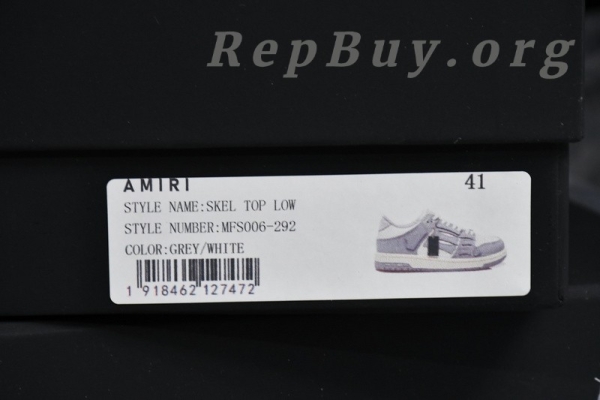 RepBuy.org
AMIRI
41
STYLE NAME:SKEL TOP LOW
STYLE NUMBER:MFS006-292
COLOR:GREY/WHITE
1 918462 127472